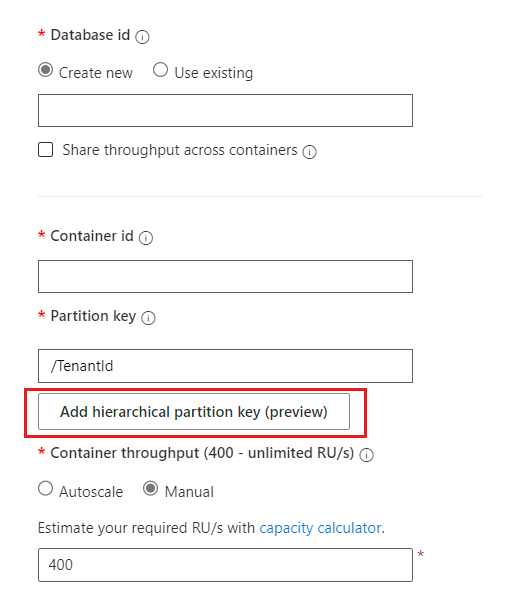 * Database id
Create new Use existing
Share throughput across containers
* Container id
* Partition key
/TenantId
Add hierarchical partition key (preview)
* Container throughput (400 - unlimited RU/s)
Autoscale Manual
Estimate your required RU/s with capacity calculator.
400 *